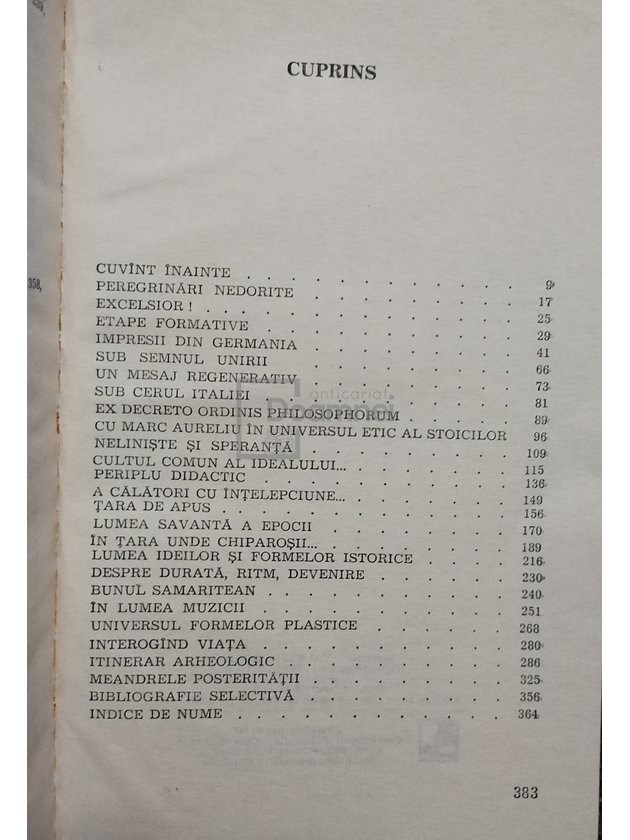 CUPRINS
CUVÎNT ÎNAINTE . . . . . . . . . . . . 9
PEREGRINĂRI NEDORITE . . . . . . . . . 17
EXCELSIOR ! . . . . . . . . . . . . . 25
ETAPE FORMATIVE . . . . . . . . . . . 29
IMPRESII DIN GERMANIA . . . . . . . . 41
SUB SEMNUL UNIRII . . . . . . . . . . 66
UN MESAJ REGENERATIV . . . . . . . . . 73
SUB CERUL ITALIEI . . . . . . . . . . 81
EX DECRETO ORDINIS PHILOSOPHORUM . . . . . 89
CU MARC AURELIU ÎN UNIVERSUL ETIC AL STOICILOR 96
NELINIȘTE ȘI SPERANȚĂ . . . . . . . . 109
CULTUL COMUN AL IDEALULUI... . . . . . . 115
PERIPLU DIDACTIC . . . . . . . . . . . 136
A CĂLĂTORI CU ÎNȚELEPCIUNE... . . . . . . 149
ȚARA DE APUS . . . . . . . . . . . . 156
LUMEA SAVANTĂ A EPOCII . . . . . . . . 170
ÎN ȚARA UNDE CHIPAROȘII... . . . . . . . 189
LUMEA IDEILOR ȘI FORMELOR ISTORICE . . . . 216
DESPRE DURATĂ, RITM, DEVENIRE . . . . . . 230
BUNUL SAMARITEAN . . . . . . . . . . . 240
ÎN LUMEA MUZICII . . . . . . . . . . . 251
UNIVERSUL FORMELOR PLASTICE . . . . . . . 268
INTEROGÎND VIAȚA . . . . . . . . . . . 280
ITINERAR ARHEOLOGIC . . . . . . . . . 286
MEANDRELE POSTERITĂȚII . . . . . . . . 325
BIBLIOGRAFIE SELECTIVĂ . . . . . . . . 356
INDICE DE NUME . . . . . . . . . . . . 364
383
358,
anticariat